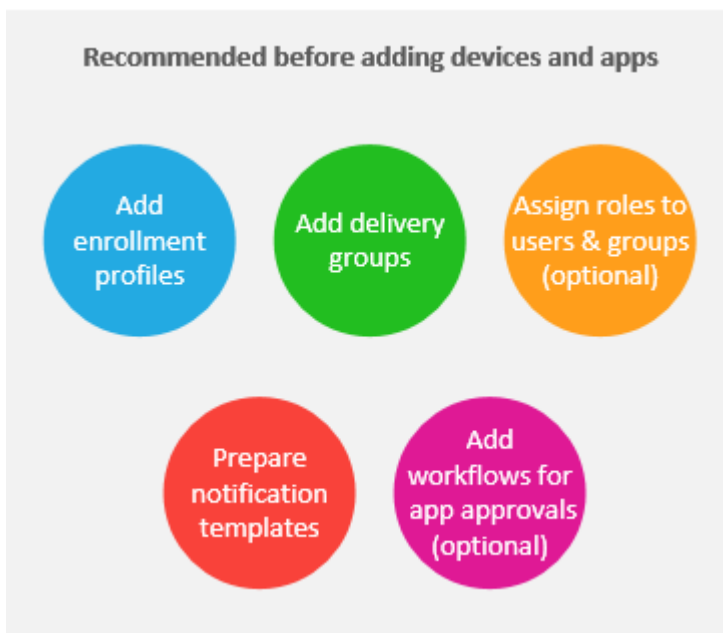 Recommended before adding devices and apps
Add
enrollment
profiles
Add delivery
groups
Assign roles to
users & groups
(optional)
Prepare
notification
templates
Add
workflows for
app approvals
(optional)